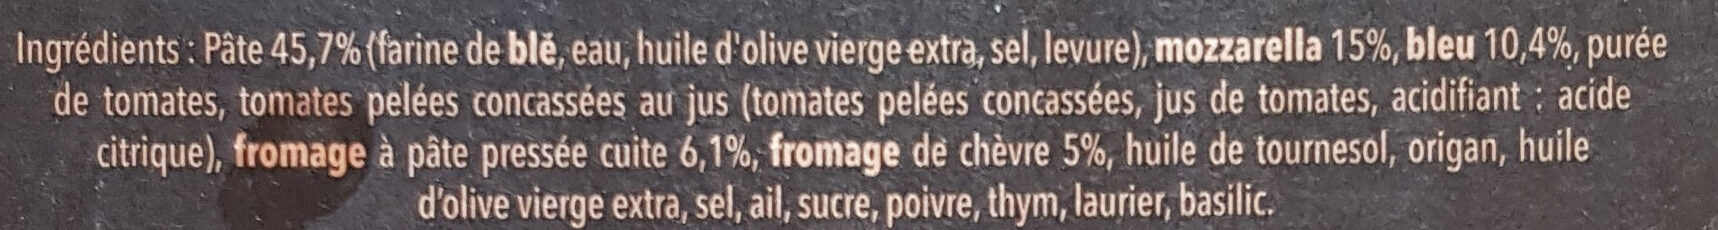 Ingrédients : Pâte 45,7% (farine de blé, eau, huile d'olive vierge extra, sel, levure), mozzarella 15%, bleu 10,4%, purée
de tomates, tomates pelées concassées au jus (tomates pelées concassées, jus de tomates, acidifiant : acide
citrique), fromage à pâte pressée cuite 6,1%, fromage de chèvre 5%, huile de tournesol, origan, huile
d'olive vierge extra, sel, ail, sucre, poivre, thym, laurier, basilic.